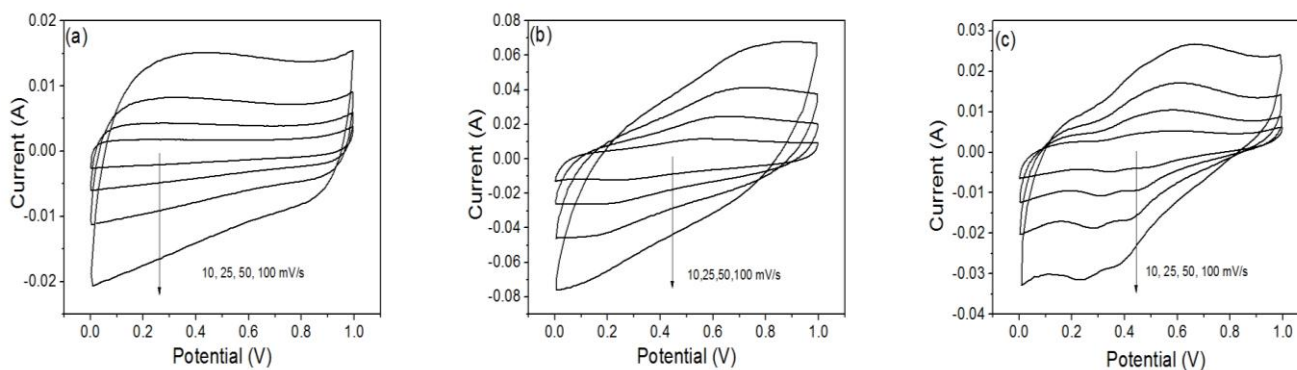 (a)
Current (A)
0.02
0.01
0.00
-0.01
-0.02
10, 25, 50, 100 mV/s
0.0 0.2 0.4 0.6 0.8 1.0
Potential (V)
(b)
Current (A)
0.08
0.06
0.04
0.02
0.00
-0.02
-0.04
-0.06
-0.08
10,25,50,100 mV/s
0.0 0.2 0.4 0.6 0.8 1.0
Potential (V)
(c)
Current (A)
0.03
0.02
0.01
0.00
-0.01
-0.02
-0.03
-0.04
10, 25, 50, 100 mV/s
0.0 0.2 0.4 0.6 0.8 1.0
Potential (V)